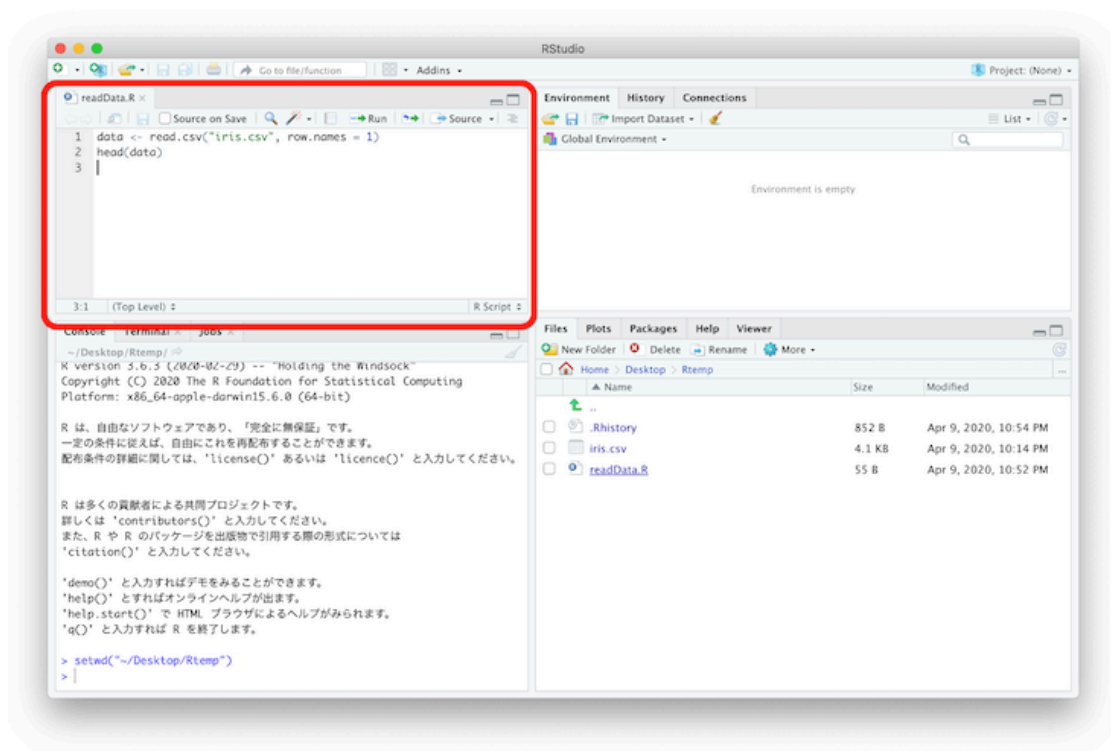 RStudio
Go to file/function
Addins
Project: (None)
readData.R
Source on Save
Run
Source
1 data <- read.csv("iris.csv", row.names = 1)
2 head(data)
3
3:1 (Top Level)
R Script
Console Terminal Jobs
~/Desktop/Rtemp/
R version 3.6.3 (2020-02-29) -- "Holding the Windsock"
Copyright (C) 2020 The R Foundation for Statistical Computing
Platform: x86_64-apple-darwin15.6.0 (64-bit)
R は、自由なソフトウェアであり、「完全に無保証」です。
一定の条件に従えば、自由にこれを再配布することができます。
配布条件の詳細に関しては、'license()' あるいは 'licence()' と入力してください。
R は多くの貢献者による共同プロジェクトです。
詳しくは 'contributors()' と入力してください。
また、R や R のパッケージを出版物で引用する際の形式については
'citation()' と入力してください。
'demo()' と入力すればデモをみることができます。
'help()' とすればオンラインヘルプが出ます。
'help.start()' で HTML ブラウザによるヘルプがみられます。
'q()' と入力すれば R を終了します。
> setwd("~/Desktop/Rtemp")
>
Environment History Connections
Import Dataset
List
Global Environment
Environment is empty
Files Plots Packages Help Viewer
New Folder Delete Rename More
Home > Desktop > Rtemp
...
Name Size Modified
..
.Rhistory 852 B Apr 9, 2020, 10:54 PM
iris.csv 4.1 KB Apr 9, 2020, 10:14 PM
readData.R 55 B Apr 9, 2020, 10:52 PM